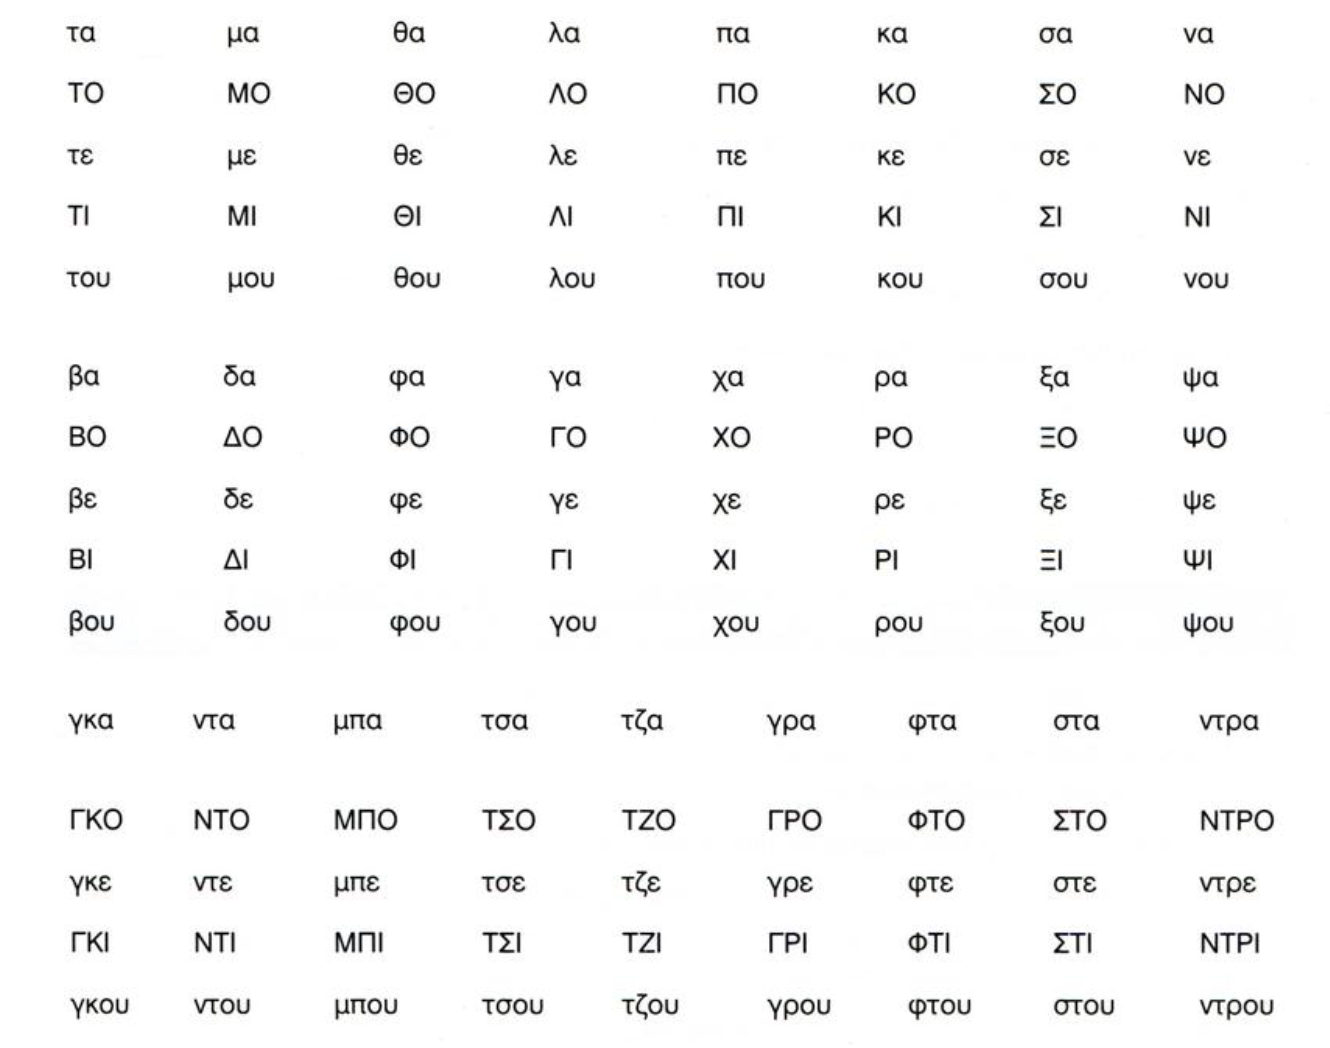 τα μα θα λα πα κα σα να
ΤΟ ΜΟ ΘΟ ΛΟ ΠΟ ΚΟ ΣΟ ΝΟ
τε με θε λε πε κε σε νε
ΤΙ ΜΙ ΘΙ ΛΙ ΠΙ ΚΙ ΣΙ ΝΙ
του μου θου λου που κου σου νου
βα δα φα γα χα ρα ξα ψα
ΒΟ ΔΟ ΦΟ ΓΟ ΧΟ ΡΟ ΞΟ ΨΟ
βε δε φε γε χε ρε ξε ψε
ΒΙ ΔΙ ΦΙ ΓΙ ΧΙ ΡΙ ΞΙ ΨΙ
βου δου φου γου χου ρου ξου ψου
γκα ντα μπα τσα τζα γρα φτα στα ντρα
ΓΚΟ ΝΤΟ ΜΠΟ ΤΣΟ ΤΖΟ ΓΡΟ ΦΤΟ ΣΤΟ ΝΤΡΟ
γκε ντε μπε τσε τζε γρε φτε στε ντρε
ΓΚΙ ΝΤΙ ΜΠΙ ΤΣΙ ΤΖΙ ΓΡΙ ΦΤΙ ΣΤΙ ΝΤΡΙ
γκου ντου μπου τσου τζου γρου φτου στου ντρου